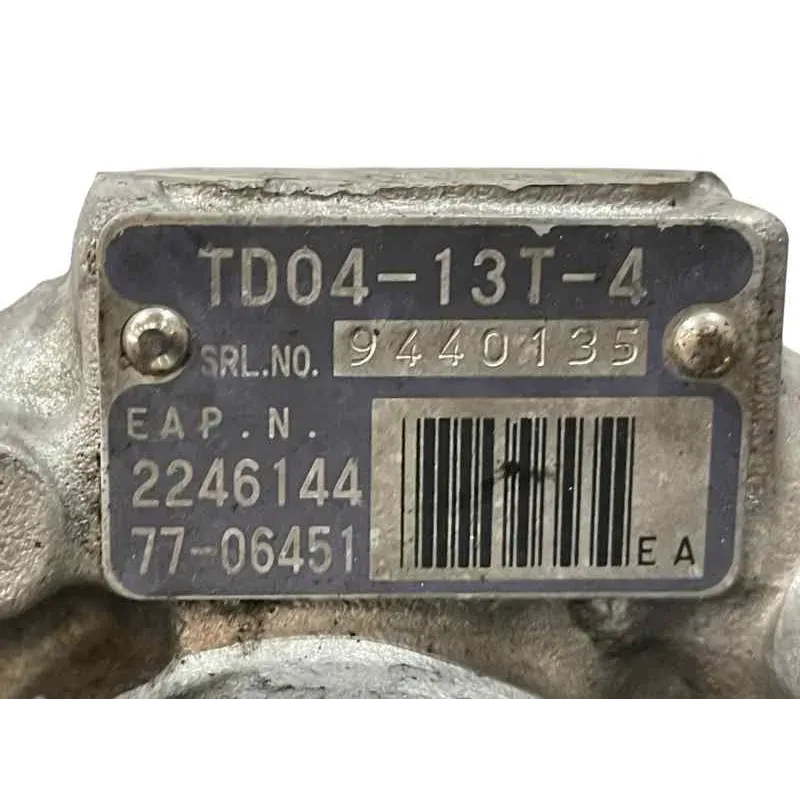 TD04-13T-4
SRL.NO. 9440135
EAP.N.
2246144
77-06451
EA